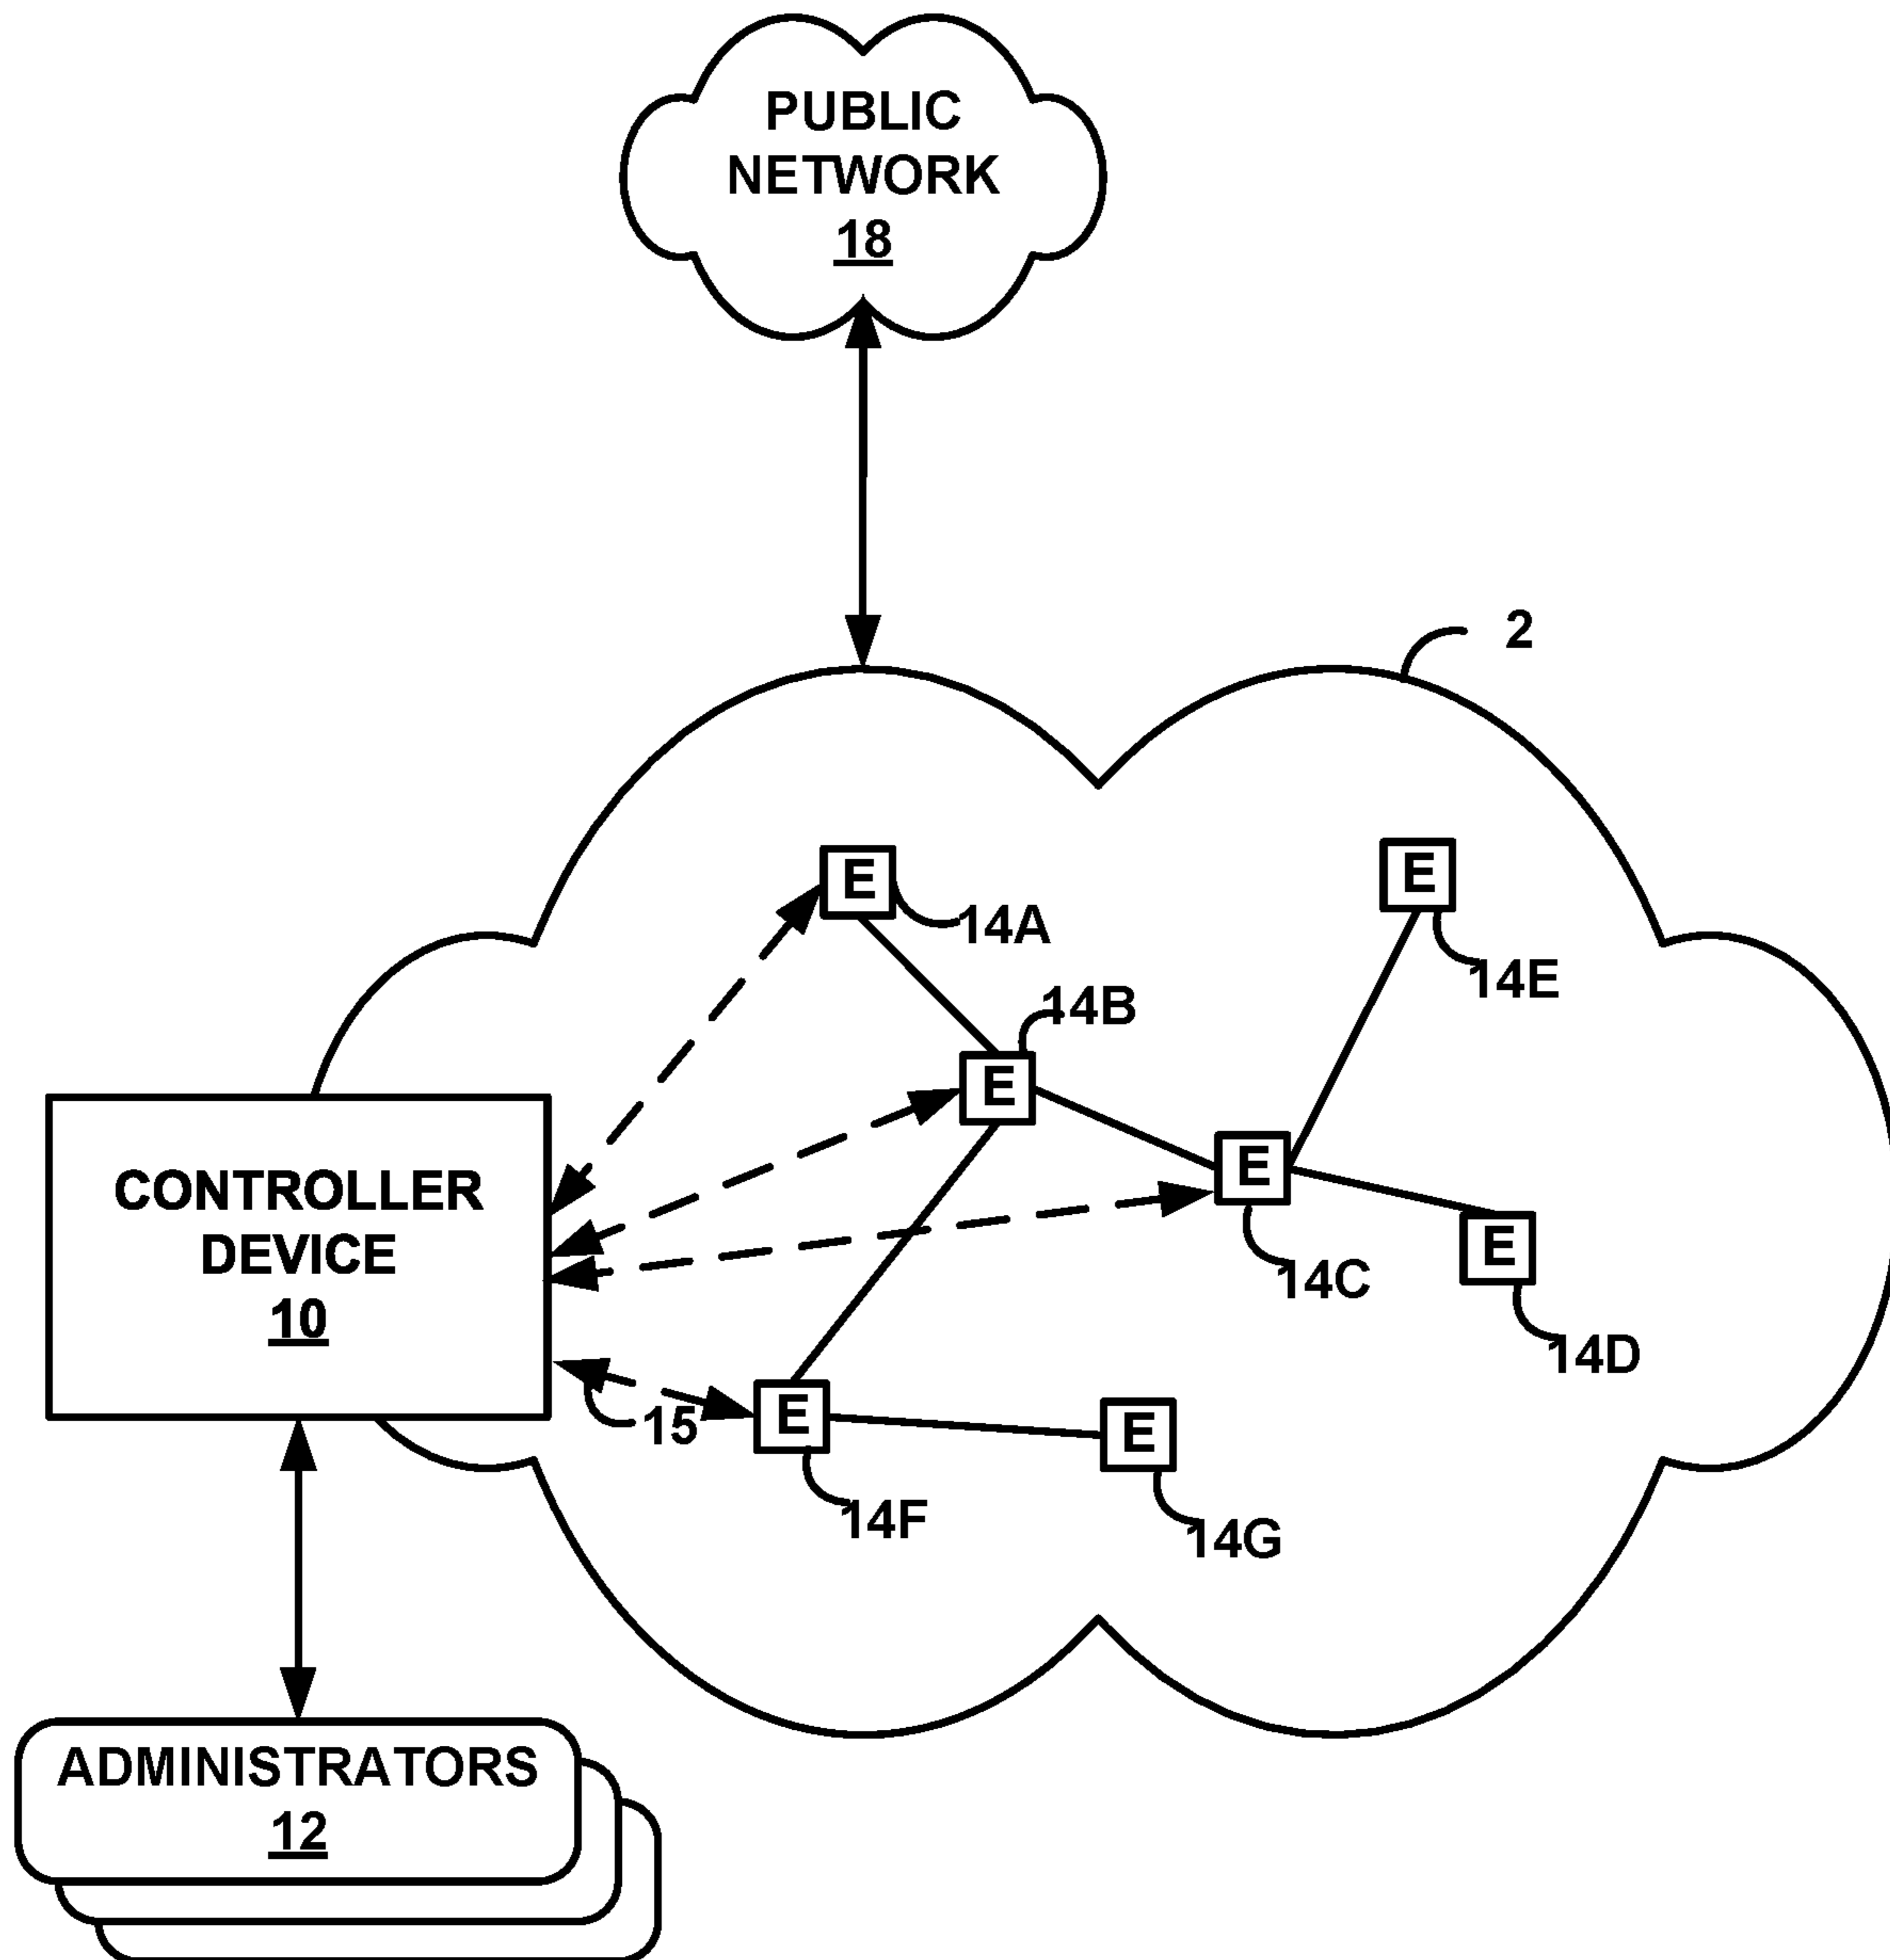 PUBLIC
NETWORK
18
2
E
14A
E
14E
14B
E
CONTROLLER
DEVICE
10
E
14C
E
14D
15
E
14F
E
14G
ADMINISTRATORS
12